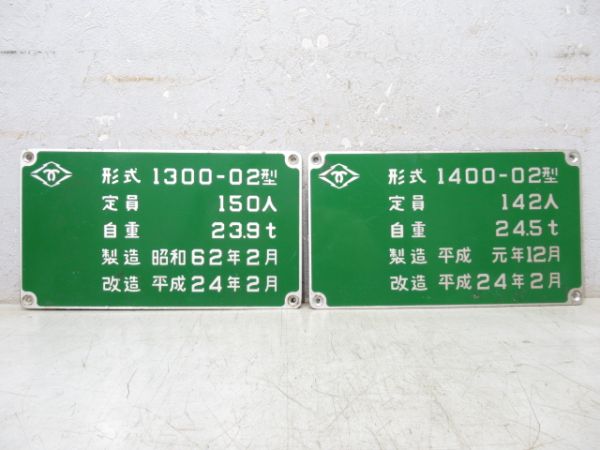 形式 1300-02型
定員 150人
自重 23.9t
製造 昭和62年2月
改造 平成24年2月
形式 1400-02型
定員 142人
自重 24.5t
製造 平成 元年12月
改造 平成24年2月